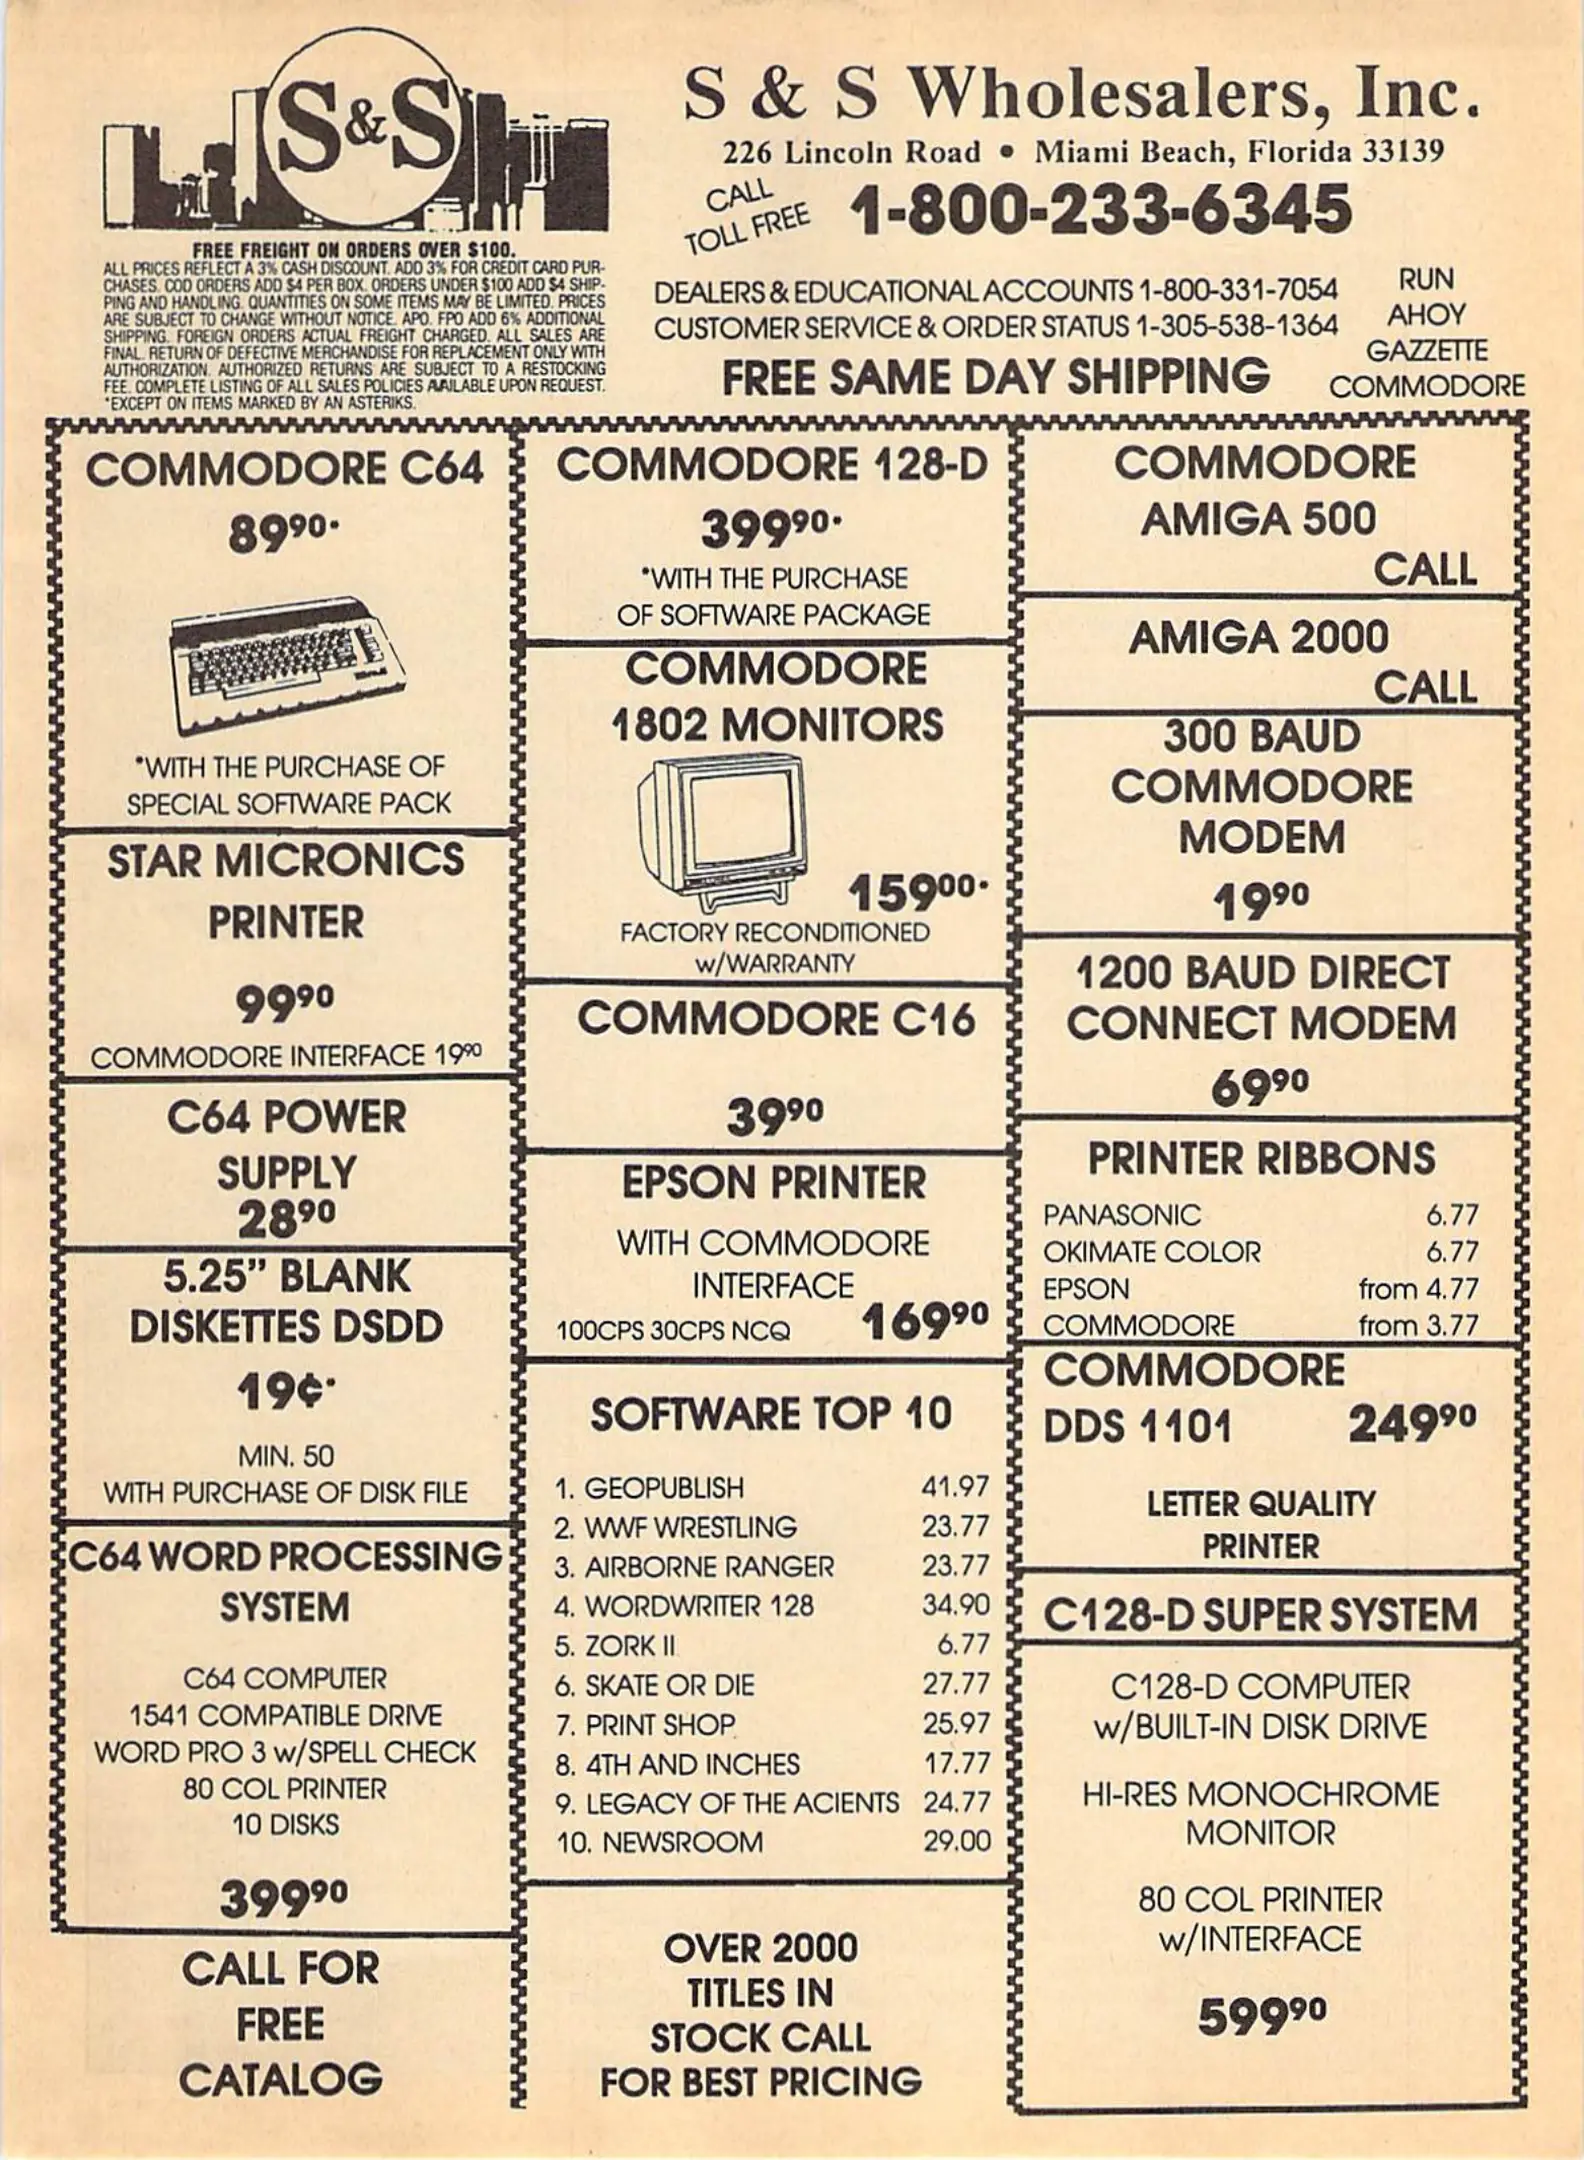 S&S
S & S Wholesalers, Inc.
226 Lincoln Road • Miami Beach, Florida 33139
CALL
TOLL FREE
1-800-233-6345
FREE FREIGHT ON ORDERS OVER $100.
ALL PRICES REFLECT A 3% CASH DISCOUNT. ADD 3% FOR CREDIT CARD PUR-
CHASES. COD ORDERS ADD $4 PER BOX. ORDERS UNDER $100 ADD $4 SHIP-
PING AND HANDLING. QUANTITIES ON SOME ITEMS MAY BE LIMITED. PRICES
ARE SUBJECT TO CHANGE WITHOUT NOTICE. APO. FPO ADD 6% ADDITIONAL
SHIPPING. FOREIGN ORDERS ACTUAL FREIGHT CHARGED. ALL SALES ARE
FINAL. RETURN OF DEFECTIVE MERCHANDISE FOR REPLACEMENT ONLY WITH
AUTHORIZATION. AUTHORIZED RETURNS ARE SUBJECT TO A RESTOCKING
FEE. COMPLETE LISTING OF ALL SALES POLICIES AVAILABLE UPON REQUEST.
*EXCEPT ON ITEMS MARKED BY AN ASTERIKS.
DEALERS & EDUCATIONAL ACCOUNTS 1-800-331-7054
CUSTOMER SERVICE & ORDER STATUS 1-305-538-1364
FREE SAME DAY SHIPPING
RUN
AHOY
GAZZETTE
COMMODORE
COMMODORE C64
89⁹⁰*
*WITH THE PURCHASE OF
SPECIAL SOFTWARE PACK
STAR MICRONICS
PRINTER
99⁹⁰
COMMODORE INTERFACE 19⁹⁰
C64 POWER
SUPPLY
28⁹⁰
5.25" BLANK
DISKETTES DSDD
19¢*
MIN. 50
WITH PURCHASE OF DISK FILE
C64 WORD PROCESSING
SYSTEM
C64 COMPUTER
1541 COMPATIBLE DRIVE
WORD PRO 3 w/SPELL CHECK
80 COL PRINTER
10 DISKS
399⁹⁰
CALL FOR
FREE
CATALOG
COMMODORE 128-D
399⁹⁰*
*WITH THE PURCHASE
OF SOFTWARE PACKAGE
COMMODORE
1802 MONITORS
159⁰⁰*
FACTORY RECONDITIONED
w/WARRANTY
COMMODORE C16
39⁹⁰
EPSON PRINTER
WITH COMMODORE
INTERFACE
100CPS 30CPS NCQ 169⁹⁰
SOFTWARE TOP 10
1. GEOPUBLISH 41.97
2. WWF WRESTLING 23.77
3. AIRBORNE RANGER 23.77
4. WORDWRITER 128 34.90
5. ZORK II 6.77
6. SKATE OR DIE 27.77
7. PRINT SHOP 25.97
8. 4TH AND INCHES 17.77
9. LEGACY OF THE ACIENTS 24.77
10. NEWSROOM 29.00
OVER 2000
TITLES IN
STOCK CALL
FOR BEST PRICING
COMMODORE
AMIGA 500
CALL
AMIGA 2000
CALL
300 BAUD
COMMODORE
MODEM
19⁹⁰
1200 BAUD DIRECT
CONNECT MODEM
69⁹⁰
PRINTER RIBBONS
PANASONIC 6.77
OKIMATE COLOR 6.77
EPSON from 4.77
COMMODORE from 3.77
COMMODORE
DDS 1101 249⁹⁰
LETTER QUALITY
PRINTER
C128-D SUPER SYSTEM
C128-D COMPUTER
w/BUILT-IN DISK DRIVE
HI-RES MONOCHROME
MONITOR
80 COL PRINTER
w/INTERFACE
599⁹⁰